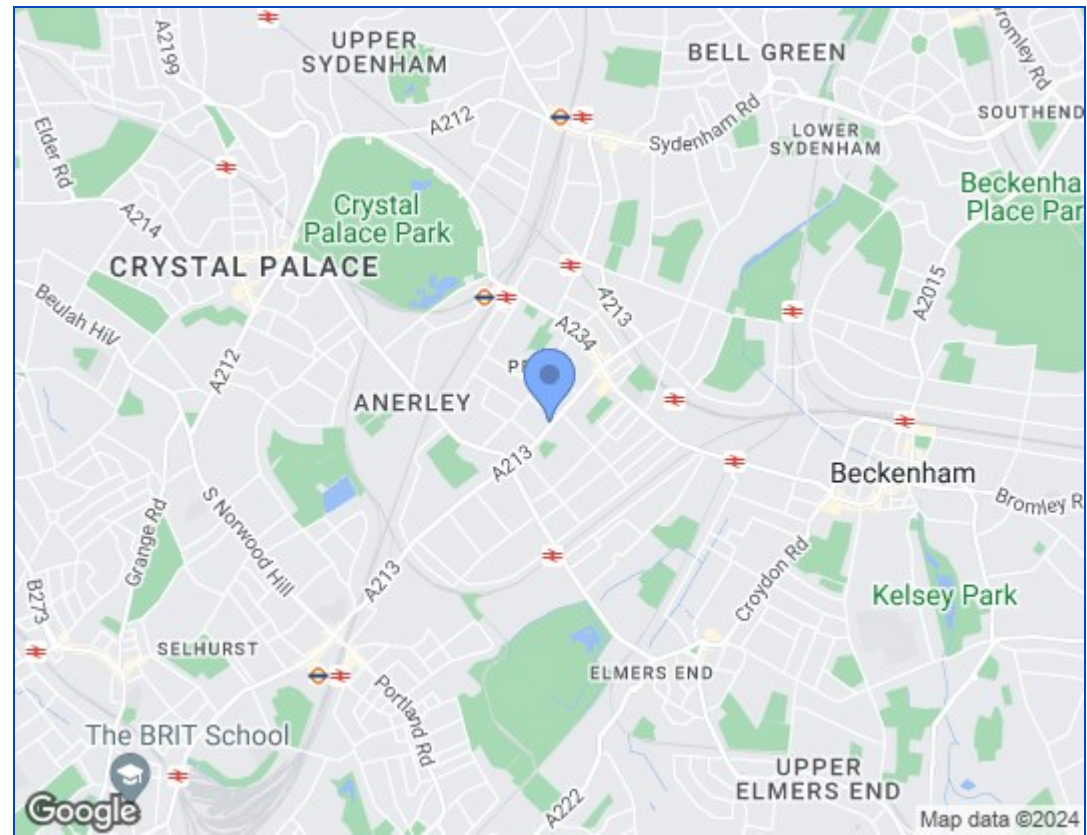 A2199
UPPER
SYDENHAM
BELL GREEN
Bromley Rd
SOUTHEND
Elder Rd
A212
Sydenham Rd
LOWER
SYDENHAM
A214
Crystal
Palace Park
Beckenha
Place Par
CRYSTAL PALACE
Beulah Hill
A212
A213
A234
A2015
P
ANERLEY
A213
Beckenham
Bromley R
Grange Rd
S Norwood Hill
A213
Croydon Rd
Kelsey Park
B273
SELHURST
ELMERS END
Portland Rd
The BRIT School
UPPER
ELMERS END
A222
Google
Map data ©2024